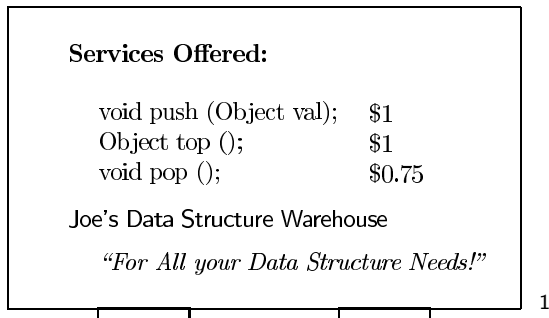 Services Offered:
void push (Object val); $1
Object top (); $1
void pop (); $0.75
Joe's Data Structure Warehouse
“For All your Data Structure Needs!”
1